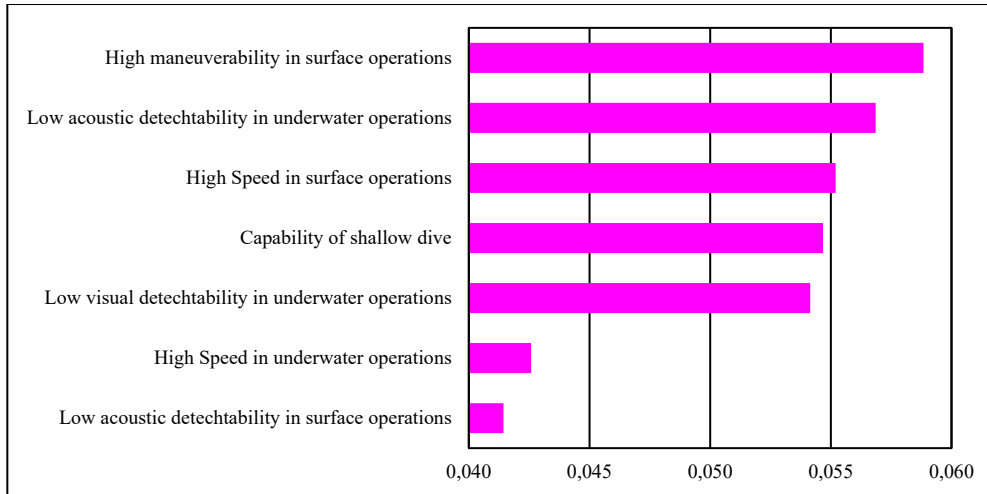 High maneuverability in surface operations
Low acoustic detechtability in underwater operations
High Speed in surface operations
Capability of shallow dive
Low visual detechtability in underwater operations
High Speed in underwater operations
Low acoustic detechtability in surface operations
0,040 0,045 0,050 0,055 0,060